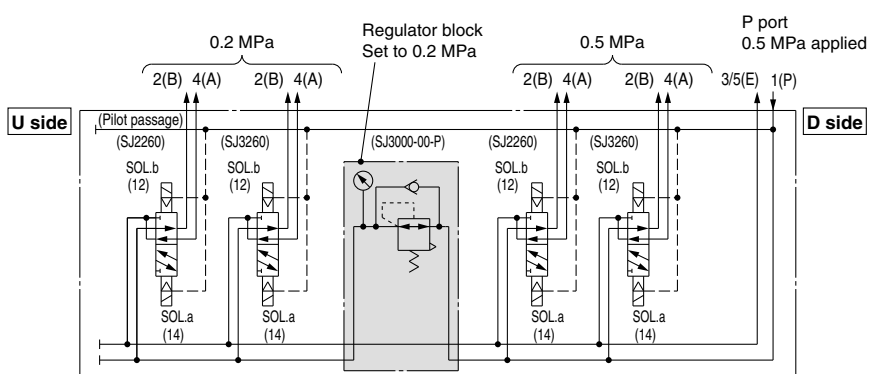 Regulator block
Set to 0.2 MPa
P port
0.5 MPa applied
0.2 MPa
0.5 MPa
2(B) 4(A)
2(B) 4(A)
2(B) 4(A)
2(B) 4(A)
3/5(E)
1(P)
U side
D side
(Pilot passage)
(SJ2260)
(SJ3260)
(SJ3000-00-P)
(SJ2260)
(SJ3260)
SOL.b
(12)
SOL.b
(12)
SOL.b
(12)
SOL.b
(12)
SOL.a
(14)
SOL.a
(14)
SOL.a
(14)
SOL.a
(14)